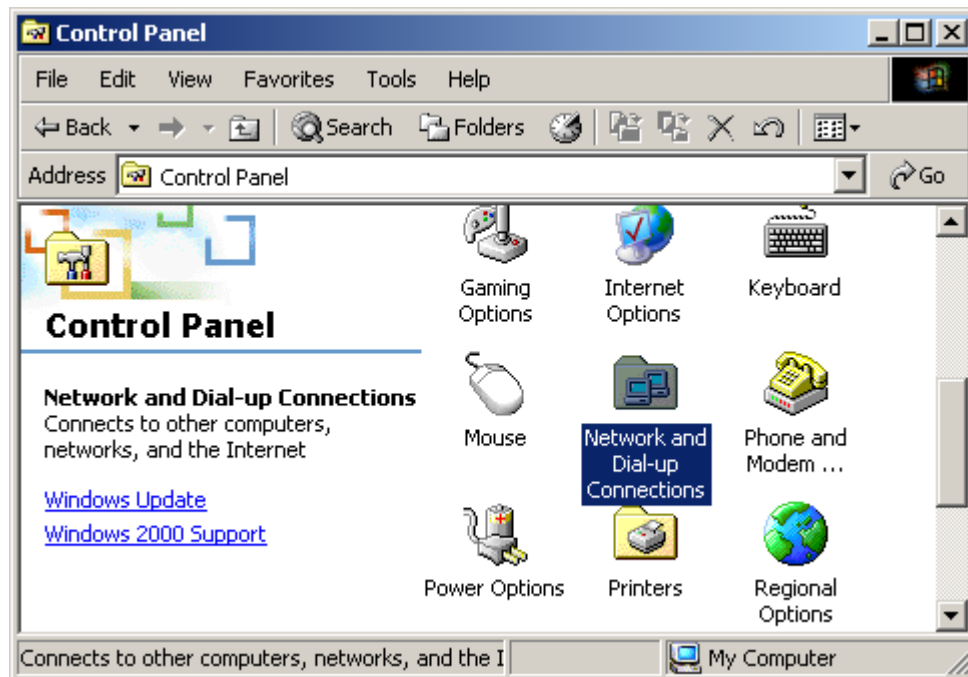 Control Panel
File Edit View Favorites Tools Help
Back Search Folders
Address Control Panel Go
Control Panel
Network and Dial-up Connections
Connects to other computers,
networks, and the Internet
Windows Update
Windows 2000 Support
Gaming
Options
Internet
Options
Keyboard
Mouse
Network and
Dial-up
Connections
Phone and
Modem ...
Power Options
Printers
Regional
Options
Connects to other computers, networks, and the I
My Computer